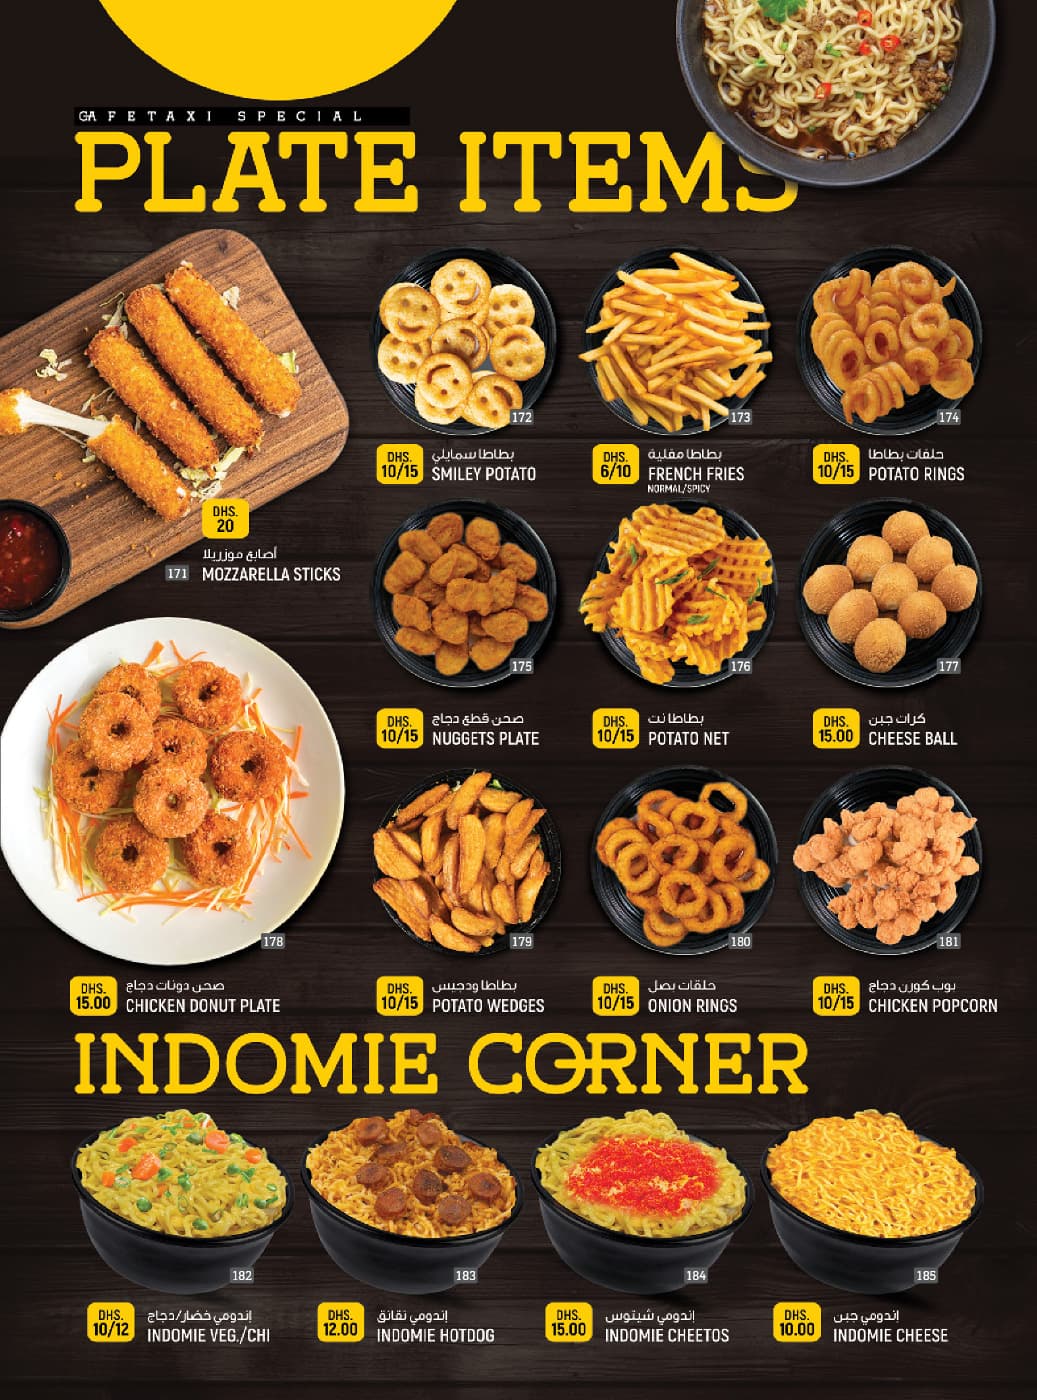 GAFETAXI SPECIAL
PLATE ITEMS
DHS.
20
أصابع موزريلا
171 MOZZARELLA STICKS
172
DHS.
10/15
بطاطا سمايلي
SMILEY POTATO
173
DHS.
6/10
بطاطا مقلية
FRENCH FRIES
NORMAL/SPICY
174
DHS.
10/15
حلقات بطاطا
POTATO RINGS
175
DHS.
10/15
صحن قطع دجاج
NUGGETS PLATE
176
DHS.
10/15
بطاطا نت
POTATO NET
177
DHS.
15.00
كرات جبن
CHEESE BALL
178
DHS.
15.00
صحن دونات دجاج
CHICKEN DONUT PLATE
179
DHS.
10/15
بطاطا ودجيس
POTATO WEDGES
180
DHS.
10/15
حلقات بصل
ONION RINGS
181
DHS.
10/15
بوب كورن دجاج
CHICKEN POPCORN
INDOMIE CORNER
182
DHS.
10/12
إندومي خضار/دجاج
INDOMIE VEG./CHI
183
DHS.
12.00
إندومي نقانق
INDOMIE HOTDOG
184
DHS.
15.00
إندومي شيتوس
INDOMIE CHEETOS
185
DHS.
10.00
إندومي جبن
INDOMIE CHEESE